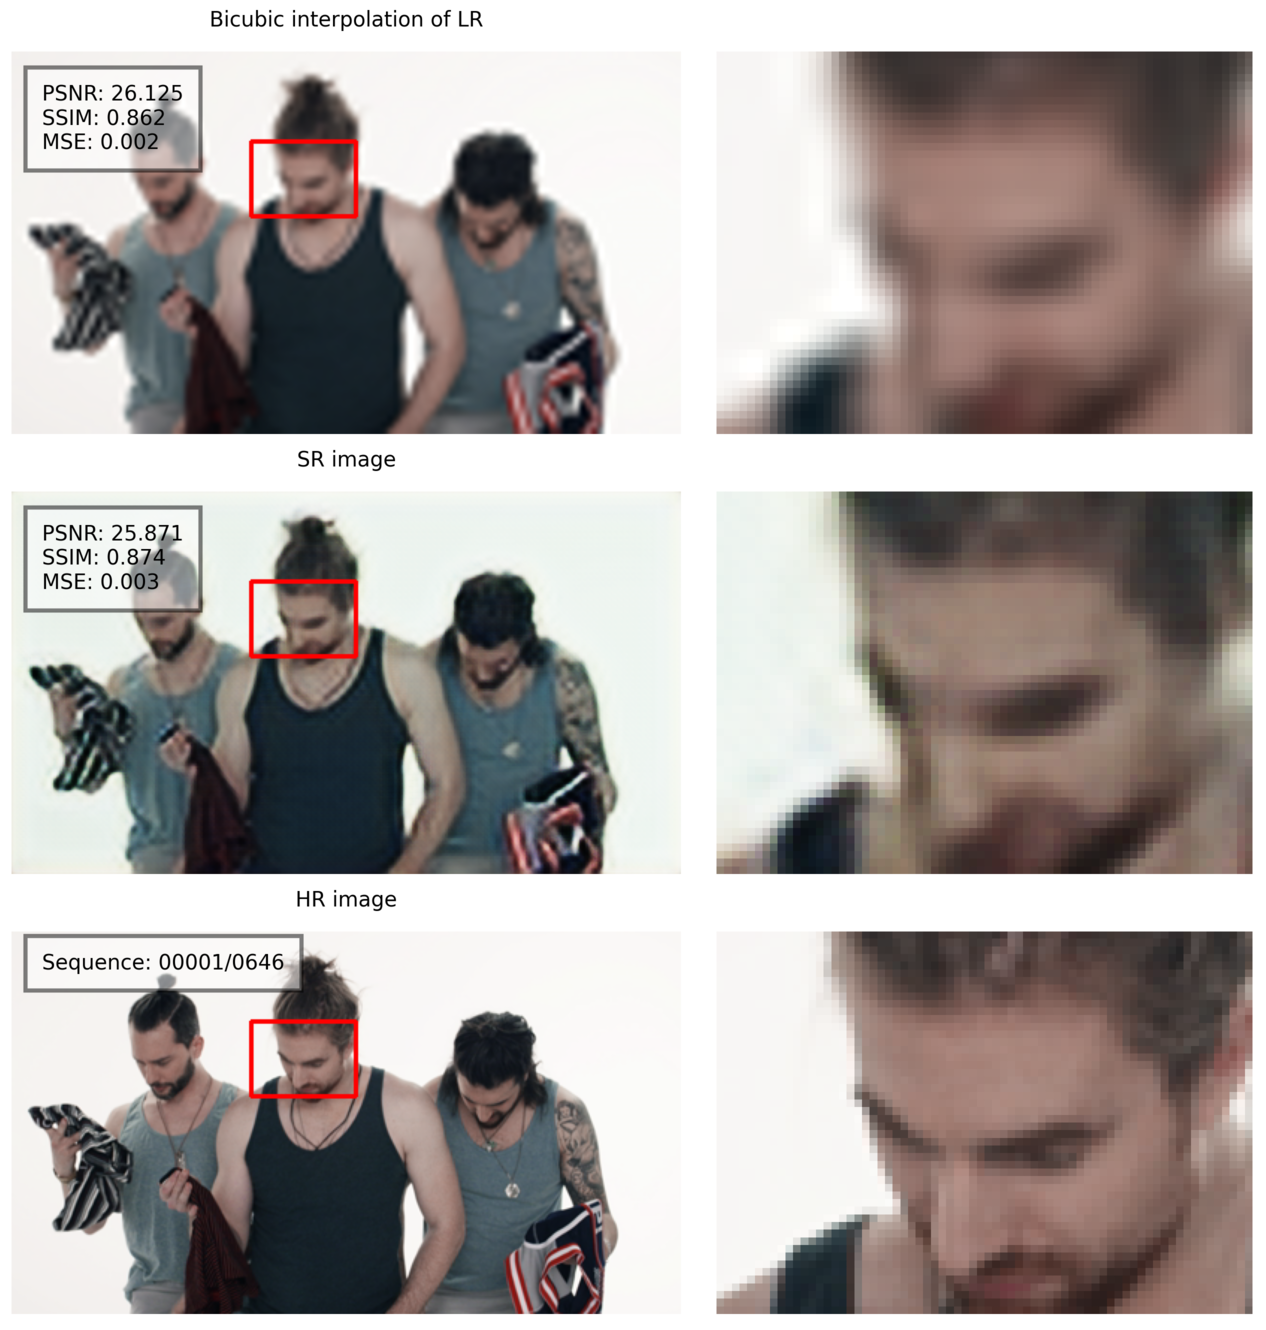 Bicubic interpolation of LR
PSNR: 26.125
SSIM: 0.862
MSE: 0.002
SR image
PSNR: 25.871
SSIM: 0.874
MSE: 0.003
HR image
Sequence: 00001/0646